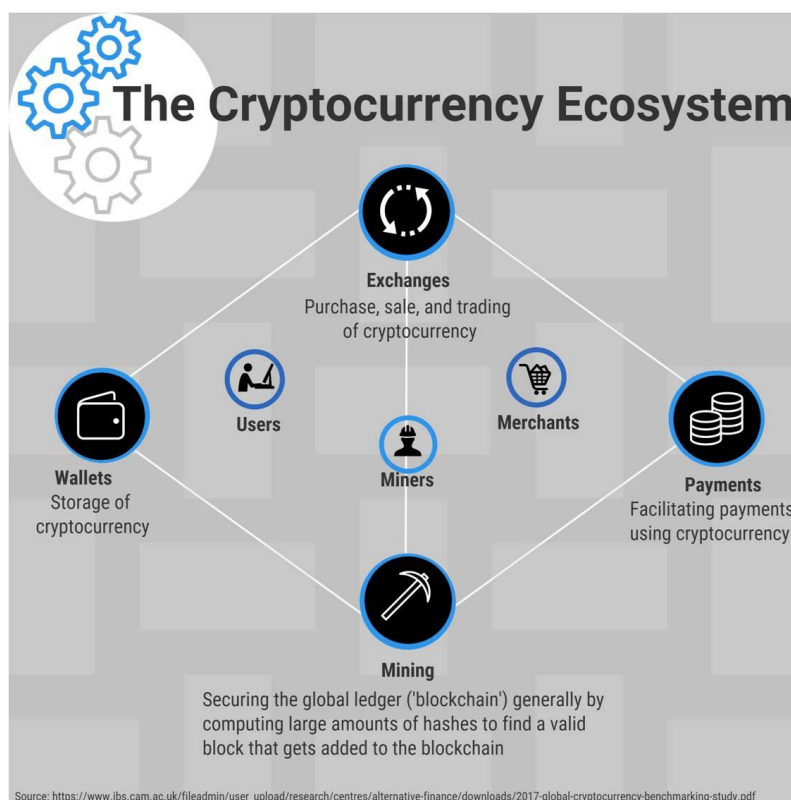 The Cryptocurrency Ecosystem
Exchanges
Purchase, sale, and trading
of cryptocurrency
Users
Merchants
Miners
Wallets
Storage of
cryptocurrency
Payments
Facilitating payments
using cryptocurrency
Mining
Securing the global ledger ('blockchain') generally by
computing large amounts of hashes to find a valid
block that gets added to the blockchain
Source: https://www.jbs.cam.ac.uk/fileadmin/user_upload/research/centres/alternative-finance/downloads/2017-global-cryptocurrency-benchmarking-study.pdf